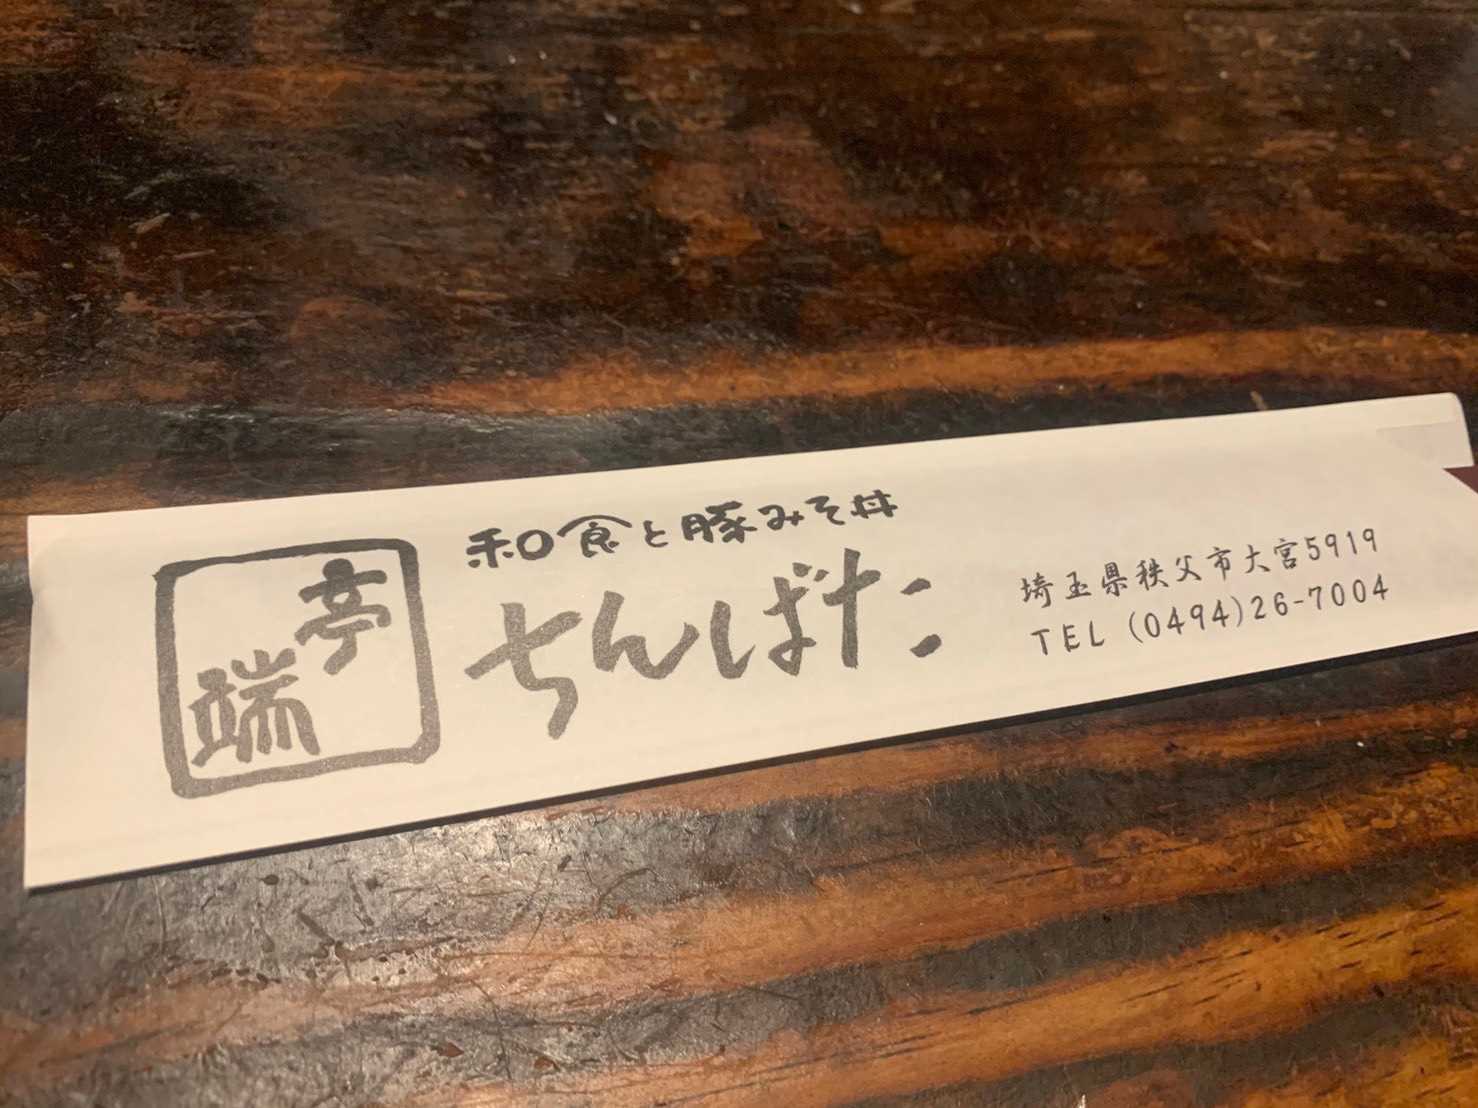 亭
端
和食と豚みそ丼
ちんばた
埼玉県秩父市大宮5919
TEL (0494)26-7004